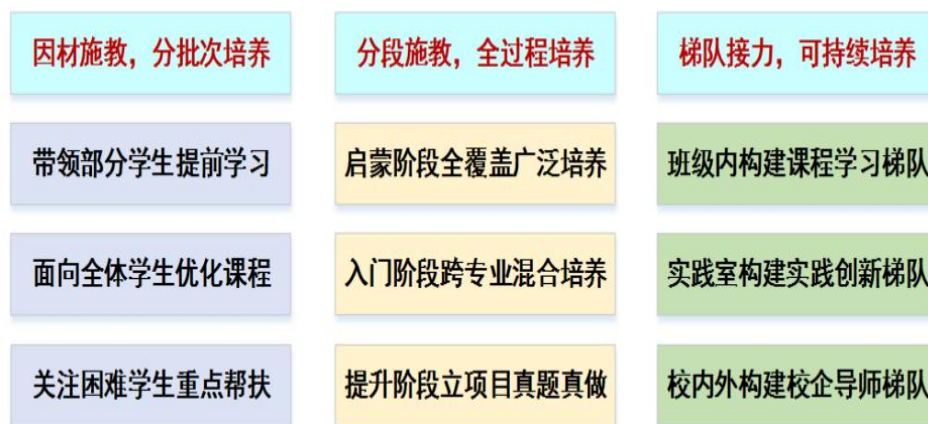 因材施教，分批次培养
分段施教，全过程培养
梯队接力，可持续培养
带领部分学生提前学习
启蒙阶段全覆盖广泛培养
班级内构建课程学习梯队
面向全体学生优化课程
入门阶段跨专业混合培养
实践室构建实践创新梯队
关注困难学生重点帮扶
提升阶段立项目真题真做
校内外构建校企导师梯队